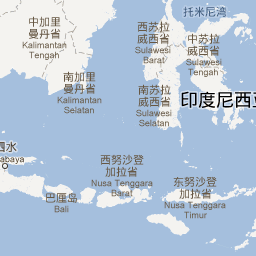 托米尼湾
中加里
曼丹省
Kalimantan
Tengah
西苏拉
威西省
Sulawesi
Barat
中苏拉
威西省
Sulawesi
Tengah
南加里
曼丹省
Kalimantan
Selatan
南苏拉
威西省
Sulawesi
Selatan
印度尼西亚
泗水
abaya
西努沙登
加拉省
Nusa Tenggara
Barat
巴厘岛
Bali
东努沙登
加拉省
Nusa Tenggara
Timur